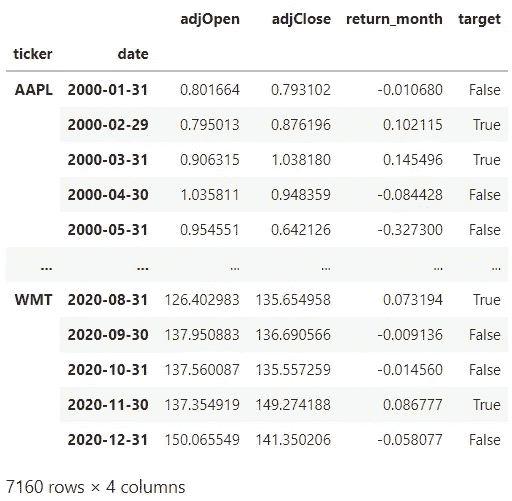 adjOpen adjClose return_month target
ticker date
AAPL 2000-01-31 0.801664 0.793102 -0.010680 False
2000-02-29 0.795013 0.876196 0.102115 True
2000-03-31 0.906315 1.038180 0.145496 True
2000-04-30 1.035811 0.948359 -0.084428 False
2000-05-31 0.954551 0.642126 -0.327300 False
... ... ... ... ... ...
WMT 2020-08-31 126.402983 135.654958 0.073194 True
2020-09-30 137.950883 136.690566 -0.009136 False
2020-10-31 137.560087 135.557259 -0.014560 False
2020-11-30 137.354919 149.274188 0.086777 True
2020-12-31 150.065549 141.350206 -0.058077 False
7160 rows × 4 columns